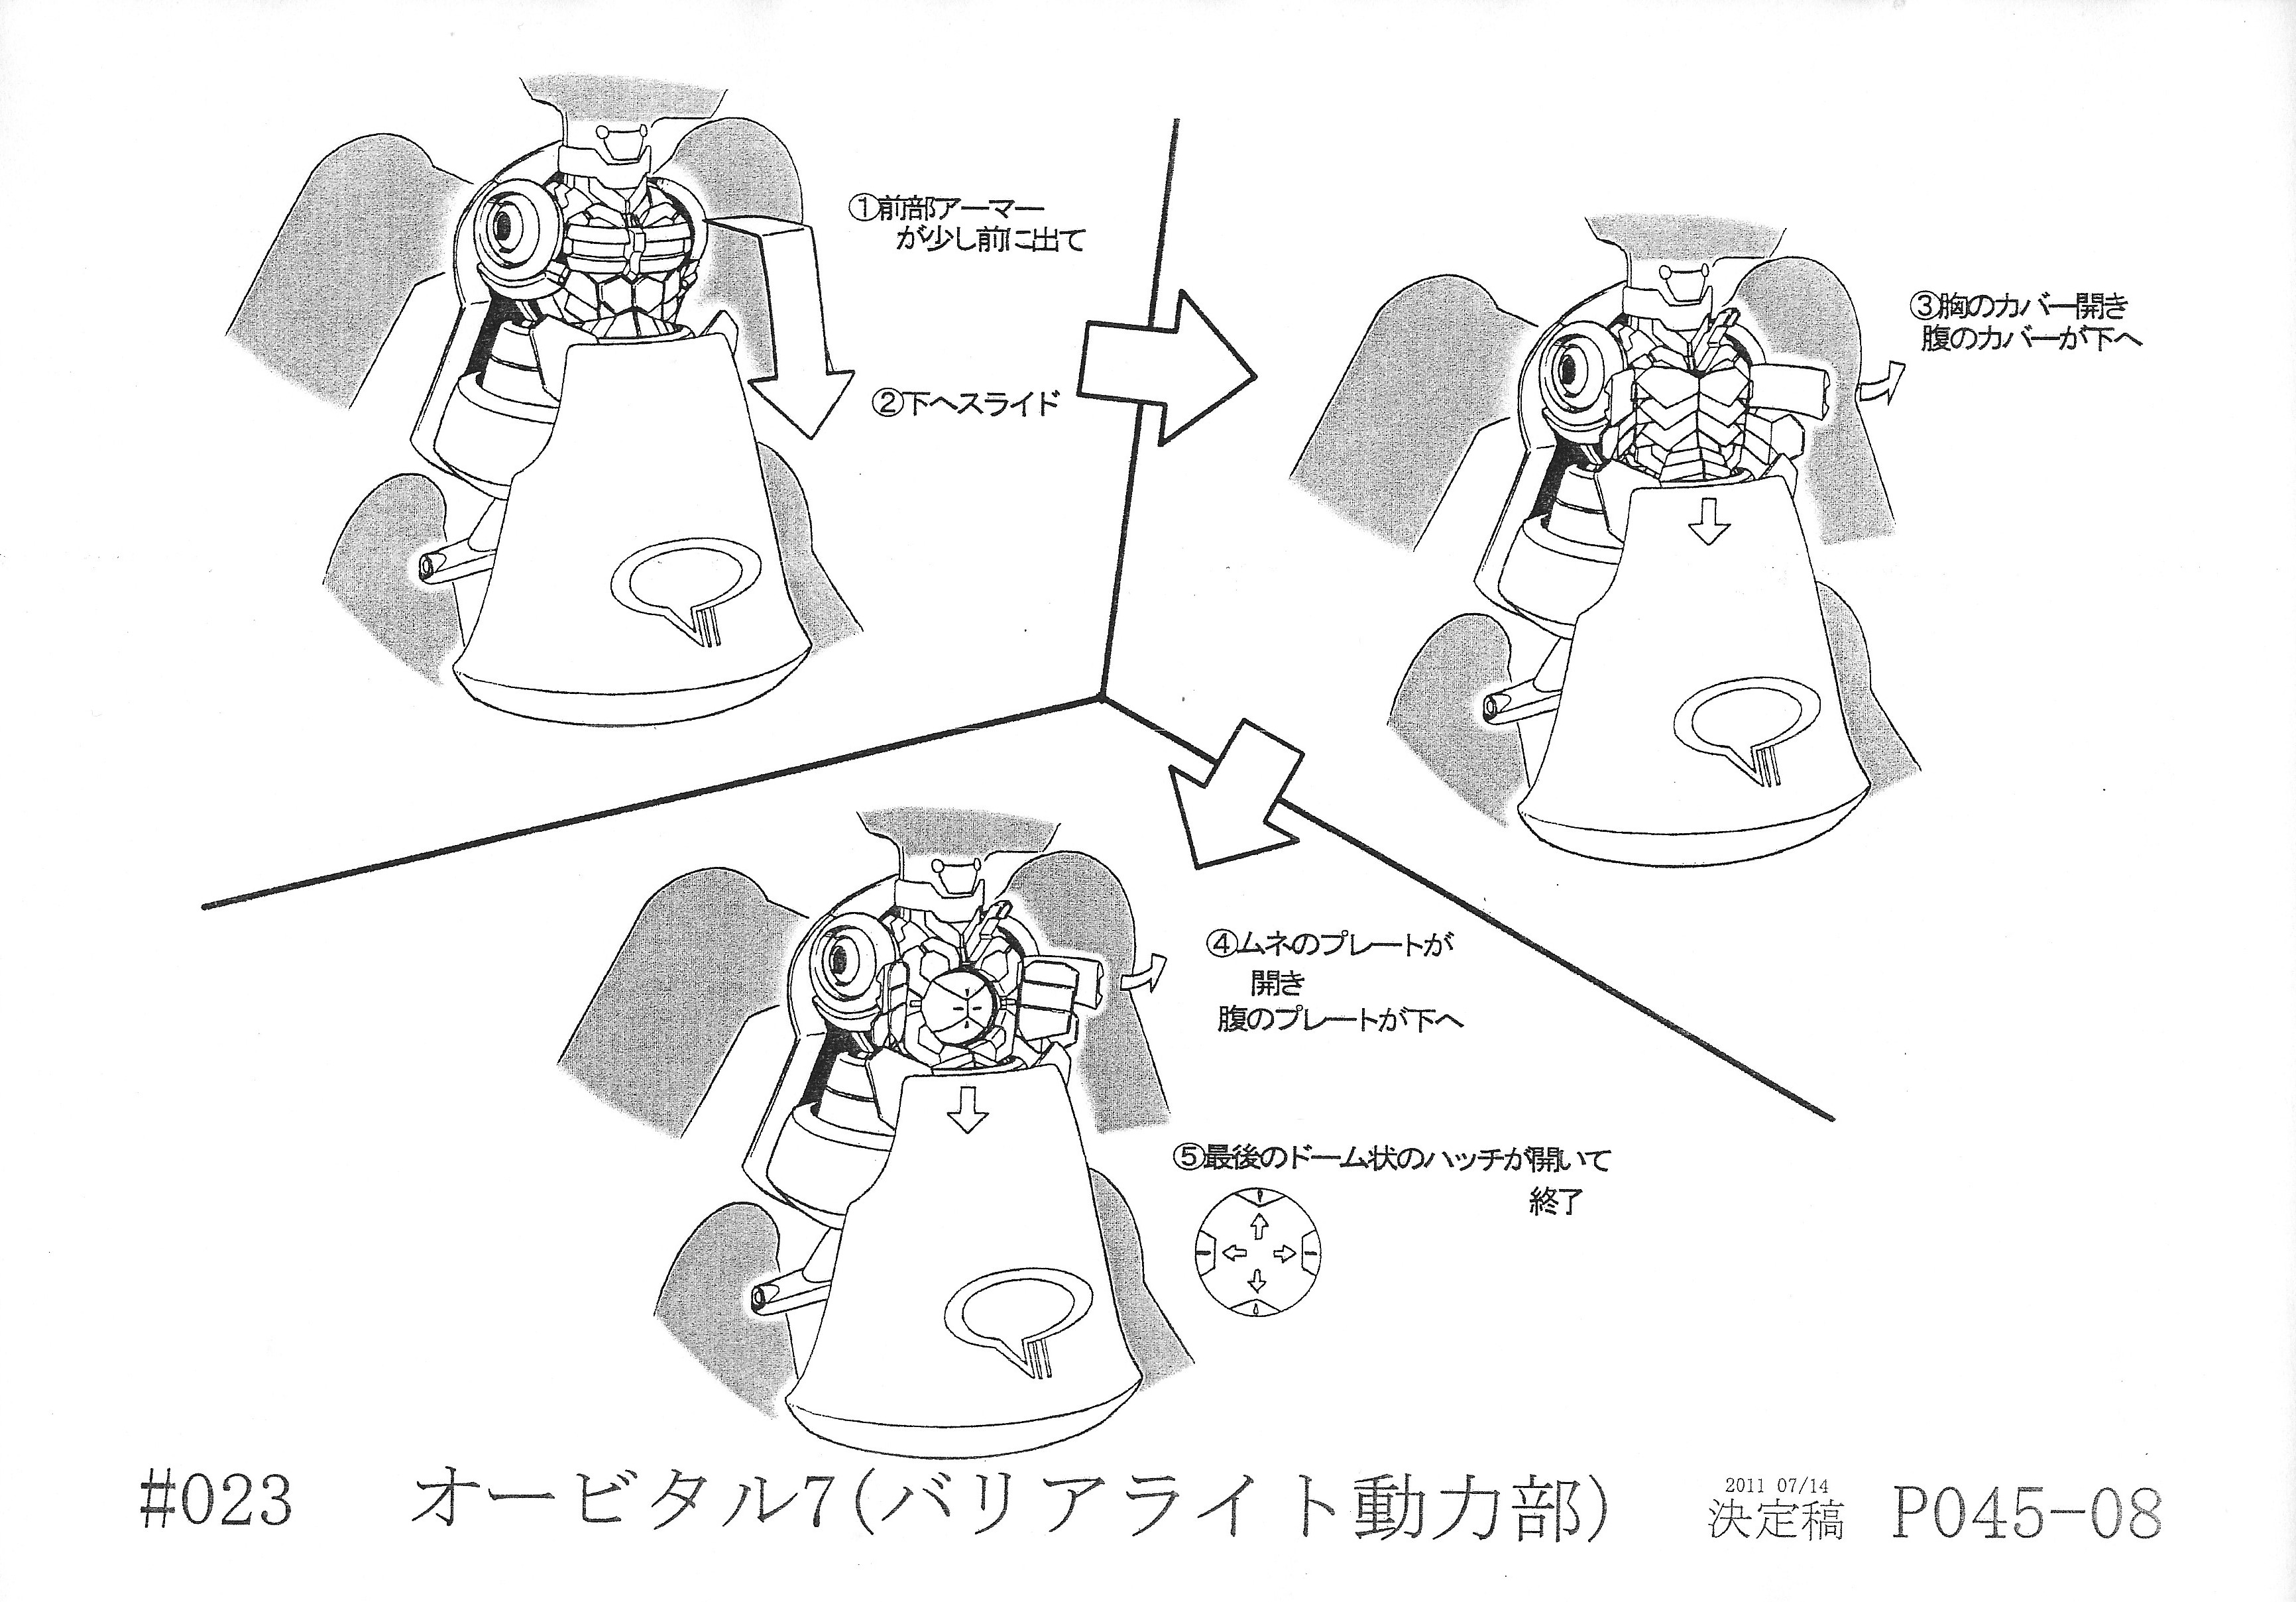 ①前部アーマー
が少し前に出て
②下へスライド
③胸のカバー開き
腹のカバーが下へ
④ムネのプレートが
開き
腹のプレートが下へ
⑤最後のドーム状のハッチが開いて
終了
#023 オービタル7(バリアライト動力部) 2011 07/14 決定稿 P045-08